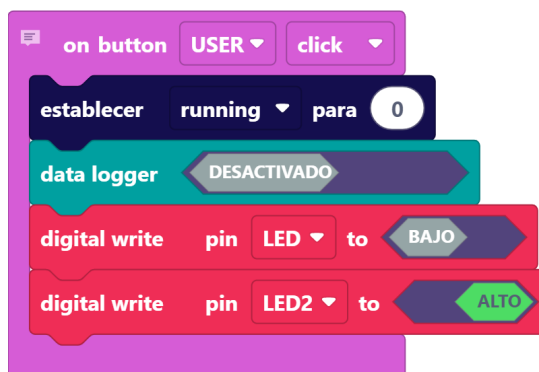 on button USER click
establecer running para 0
data logger DESACTIVADO
digital write pin LED to BAJO
digital write pin LED2 to ALTO